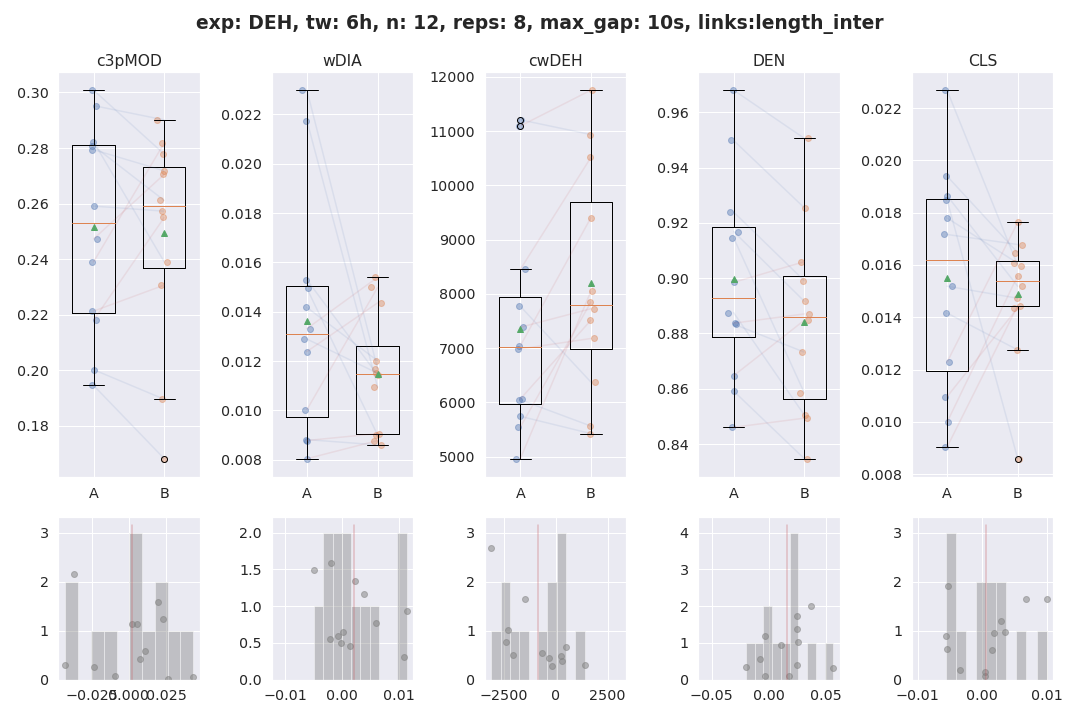 exp: DEH, tw: 6h, n: 12, reps: 8, max_gap: 10s, links:length_inter
c3pMOD wDIA cwDEH DEN CLS
0.30 0.28 0.26 0.24 0.22 0.20 0.18
0.022 0.020 0.018 0.016 0.014 0.012 0.010 0.008
12000 11000 10000 9000 8000 7000 6000 5000
0.96 0.94 0.92 0.90 0.88 0.86 0.84
0.022 0.020 0.018 0.016 0.014 0.012 0.010 0.008
A B A B A B A B A B
3 2 1 0
2.0 1.5 1.0 0.5 0.0
3 2 1 0
4 3 2 1 0
3 2 1 0
−0.025 0.000 0.025
−0.01 0.00 0.01
−2500 0 2500
−0.05 0.00 0.05
−0.01 0.00 0.01